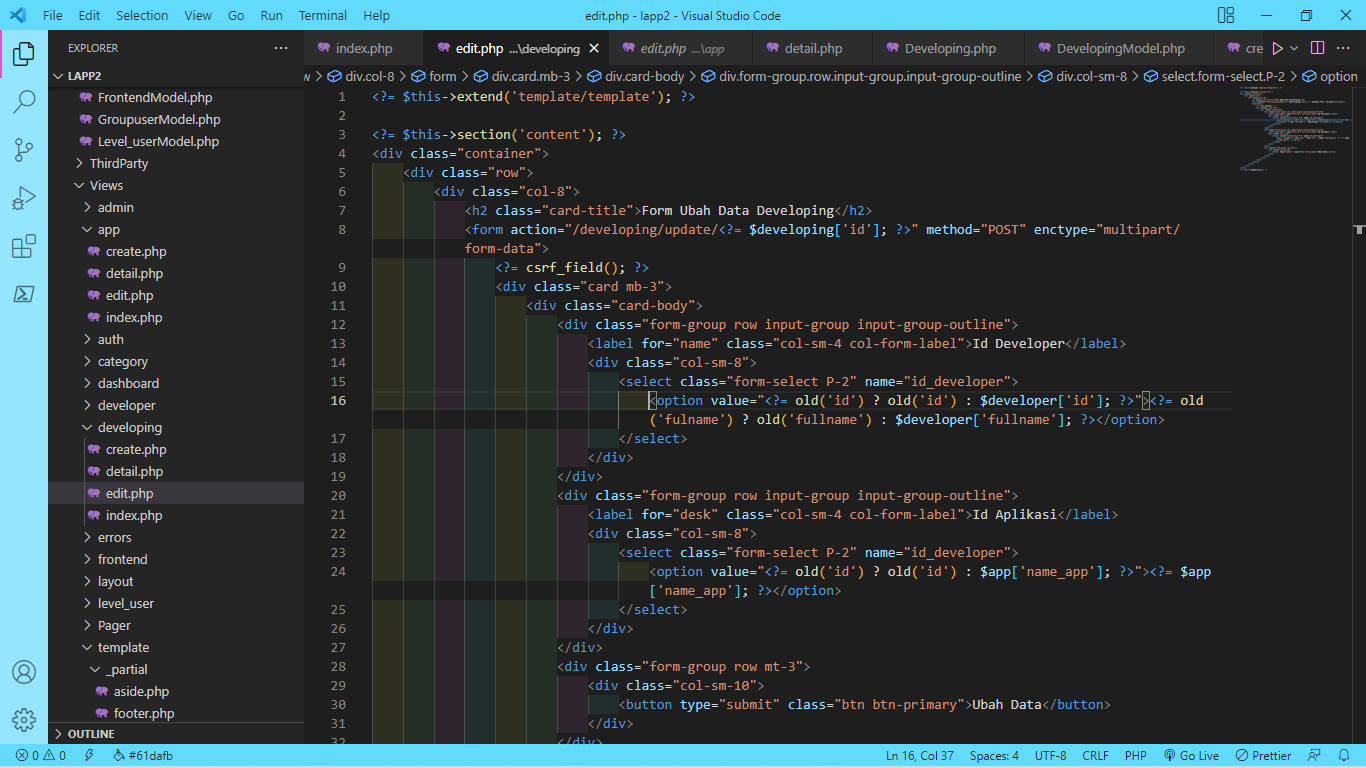 File Edit Selection View Go Run Terminal Help edit.php - lapp2 - Visual Studio Code
EXPLORER ···
LAPP2
FrontendModel.php
GroupuserModel.php
Level_userModel.php
ThirdParty
Views
admin
app
create.php
detail.php
edit.php
index.php
auth
category
dashboard
developer
developing
create.php
detail.php
edit.php
index.php
errors
frontend
layout
level_user
Pager
template
_partial
aside.php
footer.php
OUTLINE
index.php edit.php ...\developing edit.php ...\app detail.php Developing.php DevelopingModel.php cre ···
w > div.col-8 > form > div.card.mb-3 > div.card-body > div.form-group.row.input-group.input-group-outline > div.col-sm-8 > select.form-select.P-2 > option
1 <?= $this->extend('template/template'); ?>
2
3 <?= $this->section('content'); ?>
4 <div class="container">
5 <div class="row">
6 <div class="col-8">
7 <h2 class="card-title">Form Ubah Data Developing</h2>
8 <form action="/developing/update/<?= $developing['id']; ?>" method="POST" enctype="multipart/
form-data">
9 <?= csrf_field(); ?>
10 <div class="card mb-3">
11 <div class="card-body">
12 <div class="form-group row input-group input-group-outline">
13 <label for="name" class="col-sm-4 col-form-label">Id Developer</label>
14 <div class="col-sm-8">
15 <select class="form-select P-2" name="id_developer">
16 <option value="<?= old('id') ? old('id') : $developer['id']; ?>"><?= old
('fulname') ? old('fullname') : $developer['fullname']; ?></option>
17 </select>
18 </div>
19 </div>
20 <div class="form-group row input-group input-group-outline">
21 <label for="desk" class="col-sm-4 col-form-label">Id Aplikasi</label>
22 <div class="col-sm-8">
23 <select class="form-select P-2" name="id_developer">
24 <option value="<?= old('id') ? old('id') : $app['name_app']; ?>"><?= $app
['name_app']; ?></option>
25 </select>
26 </div>
27 </div>
28 <div class="form-group row mt-3">
29 <div class="col-sm-10">
30 <button type="submit" class="btn btn-primary">Ubah Data</button>
31 </div>
32 </div>
0 0 #61dafb Ln 16, Col 37 Spaces: 4 UTF-8 CRLF PHP Go Live Prettier